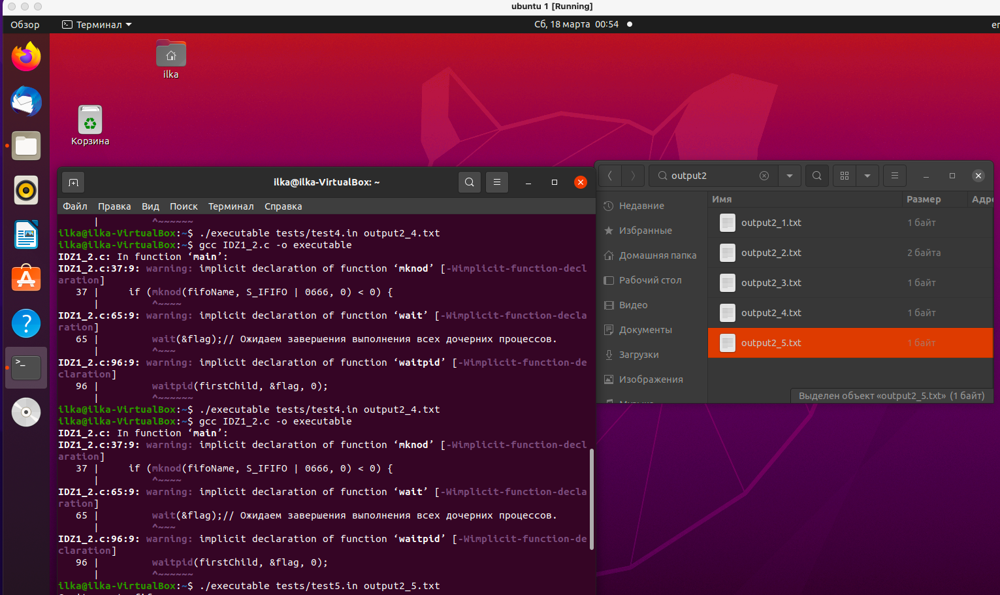 ubuntu 1 [Running]
Обзор
Терминал
Сб, 18 марта 00:54
ilka
Корзина
ilka@ilka-VirtualBox: ~
Файл Правка Вид Поиск Терминал Справка
| ^~~~~~~
ilka@ilka-VirtualBox:~$ ./executable tests/test4.in output2_4.txt
ilka@ilka-VirtualBox:~$ gcc IDZ1_2.c -o executable
IDZ1_2.c: In function ‘main’:
IDZ1_2.c:37:9: warning: implicit declaration of function ‘mknod’ [-Wimplicit-function-decl
aration]
37 | if (mknod(fifoName, S_IFIFO | 0666, 0) < 0) {
| ^~~~~
IDZ1_2.c:65:9: warning: implicit declaration of function ‘wait’ [-Wimplicit-function-decla
ration]
65 | wait(&flag);// Ожидаем завершения выполнения всех дочерних процессов.
| ^~~~
IDZ1_2.c:96:9: warning: implicit declaration of function ‘waitpid’ [-Wimplicit-function-de
claration]
96 | waitpid(firstChild, &flag, 0);
| ^~~~~~~
ilka@ilka-VirtualBox:~$ ./executable tests/test4.in output2_4.txt
ilka@ilka-VirtualBox:~$ gcc IDZ1_2.c -o executable
IDZ1_2.c: In function ‘main’:
IDZ1_2.c:37:9: warning: implicit declaration of function ‘mknod’ [-Wimplicit-function-decl
aration]
37 | if (mknod(fifoName, S_IFIFO | 0666, 0) < 0) {
| ^~~~~
IDZ1_2.c:65:9: warning: implicit declaration of function ‘wait’ [-Wimplicit-function-decla
ration]
65 | wait(&flag);// Ожидаем завершения выполнения всех дочерних процессов.
| ^~~~
IDZ1_2.c:96:9: warning: implicit declaration of function ‘waitpid’ [-Wimplicit-function-de
claration]
96 | waitpid(firstChild, &flag, 0);
| ^~~~~~~
ilka@ilka-VirtualBox:~$ ./executable tests/test5.in output2_5.txt
output2
Недавние
Избранные
Домашняя папка
Рабочий стол
Видео
Документы
Загрузки
Изображения
Имя Размер Адре
output2_1.txt 1 байт
output2_2.txt 2 байта
output2_3.txt 1 байт
output2_4.txt 1 байт
output2_5.txt 1 байт
Выделен объект «output2_5.txt» (1 байт)